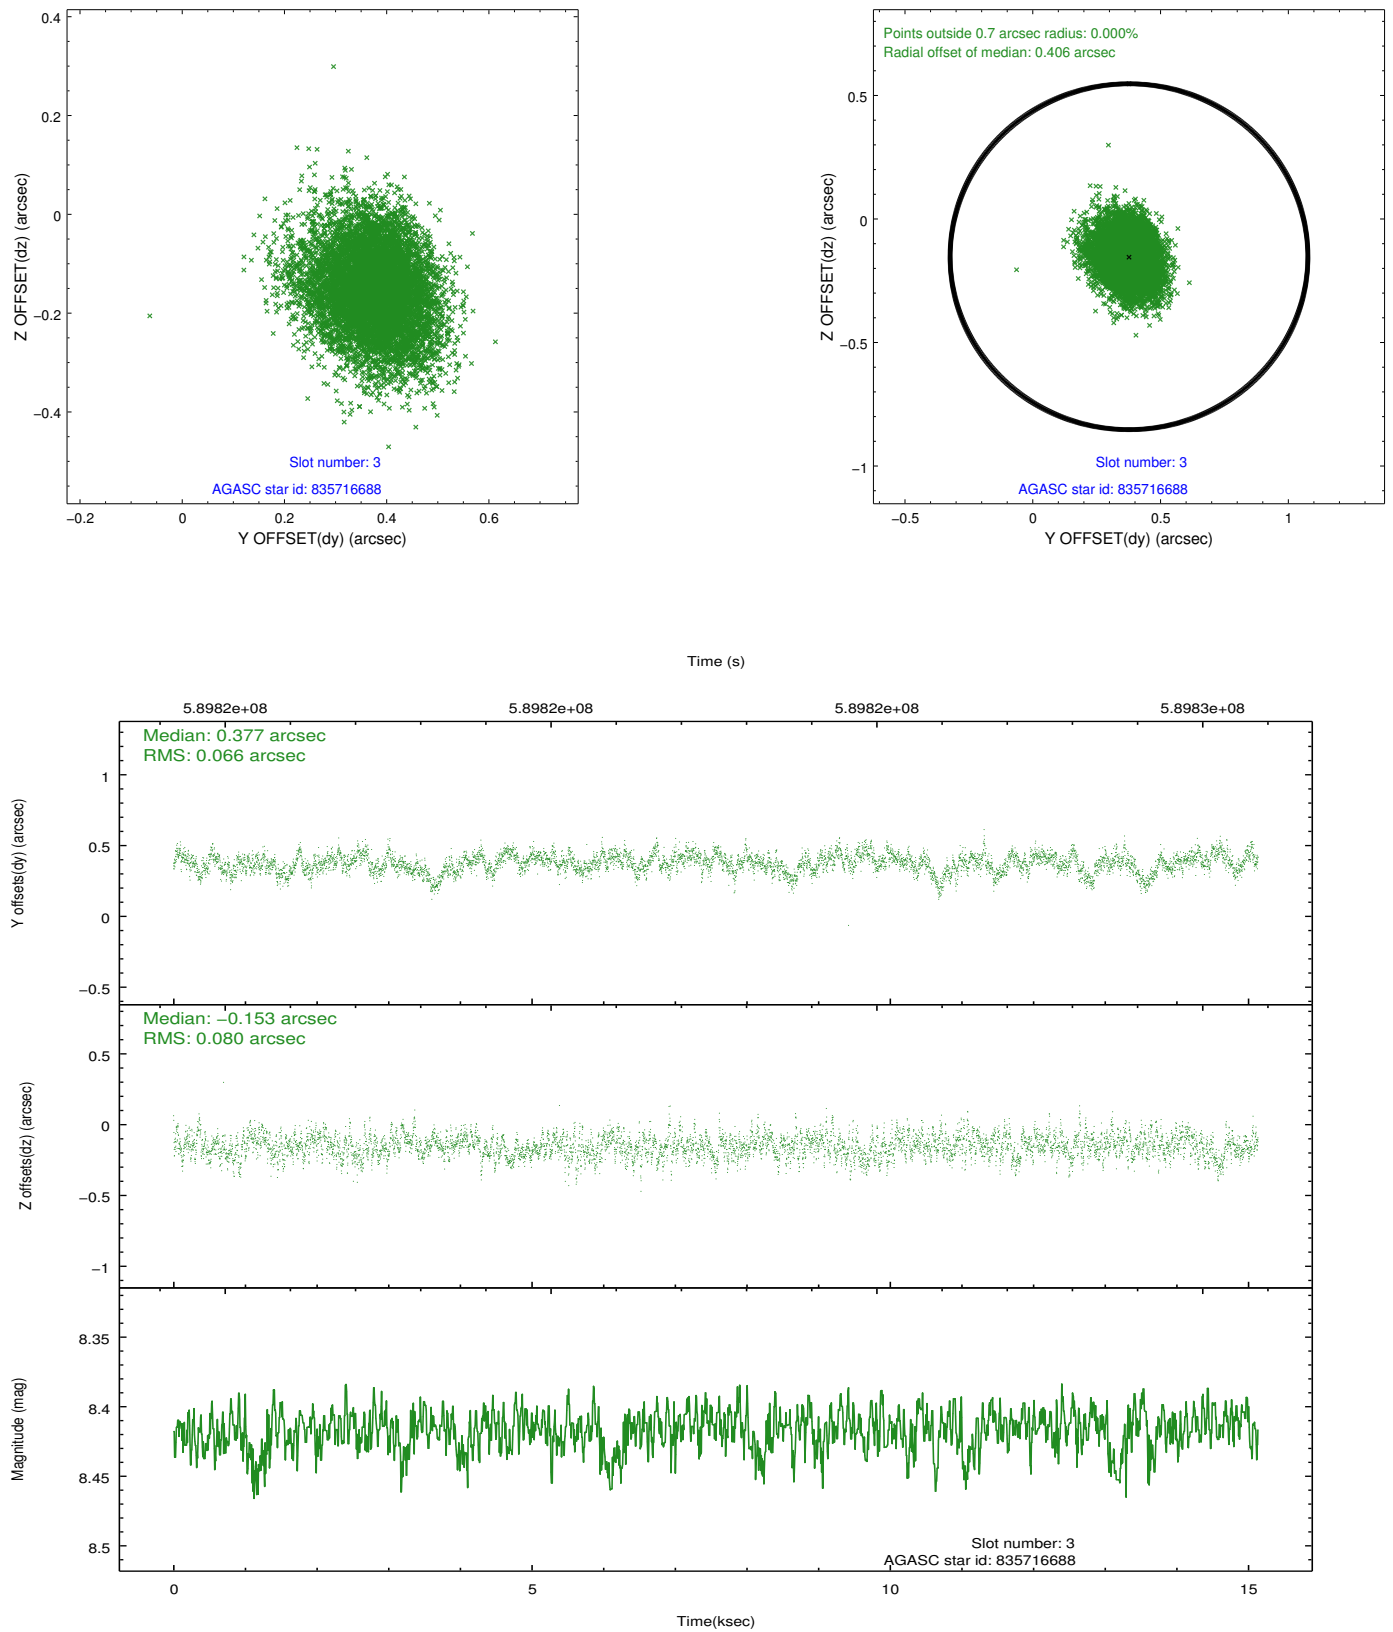 0.4
0.2
0
−0.2
−0.4
Z OFFSET(dz) (arcsec)
Slot number: 3
AGASC star id: 835716688
−0.2
0
0.2
0.4
0.6
Y OFFSET(dy) (arcsec)
Points outside 0.7 arcsec radius: 0.000%
Radial offset of median: 0.406 arcsec
0.5
0
−0.5
−1
Z OFFSET(dz) (arcsec)
Slot number: 3
AGASC star id: 835716688
−0.5
0
0.5
1
Y OFFSET(dy) (arcsec)
Time (s)
5.8982e+08
5.8982e+08
5.8982e+08
5.8983e+08
Median: 0.377 arcsec
RMS: 0.066 arcsec
1
0.5
0
−0.5
Y offsets(dy) (arcsec)
Median: −0.153 arcsec
RMS: 0.080 arcsec
0.5
0
−0.5
−1
Z offsets(dz) (arcsec)
8.35
8.4
8.45
8.5
Magnitude (mag)
Slot number: 3
AGASC star id: 835716688
0
5
10
15
Time(ksec)